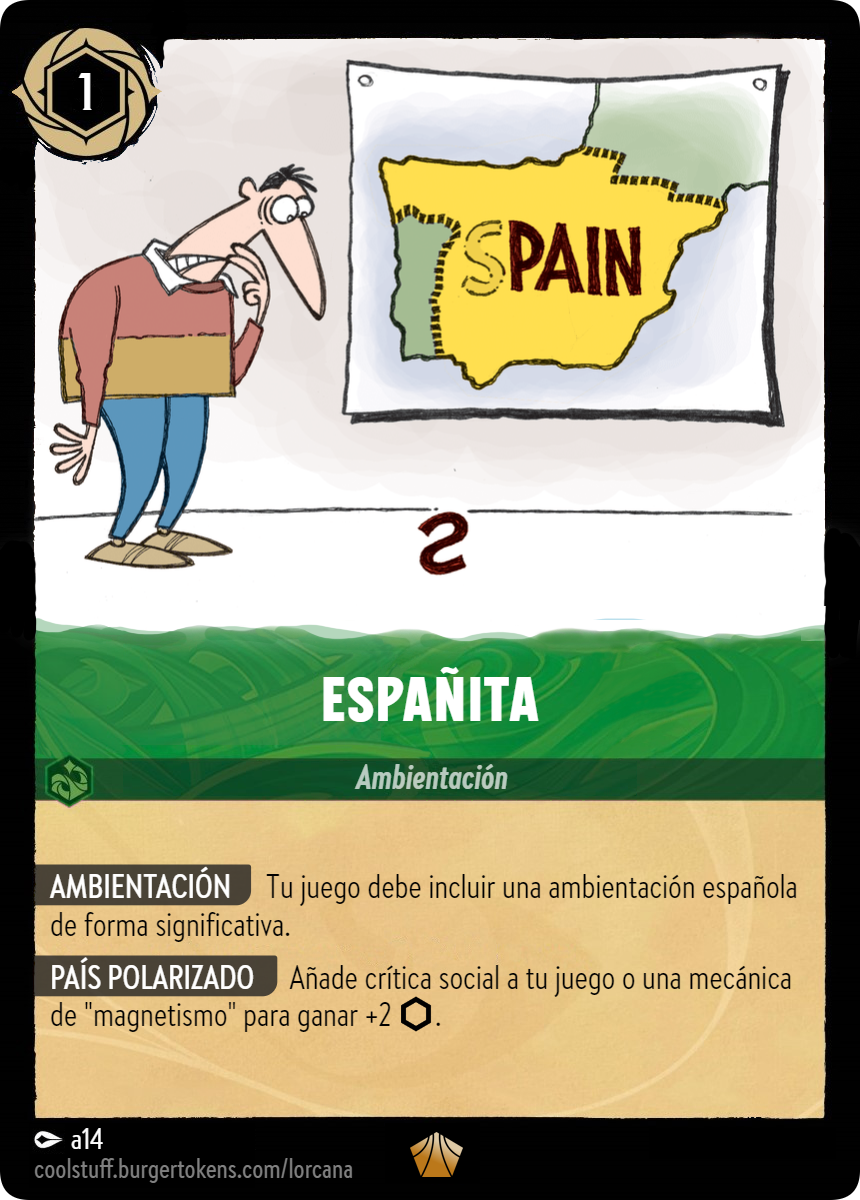 1
SPAIN
S
ESPAÑITA
Ambientación
AMBIENTACIÓN Tu juego debe incluir una ambientación española
de forma significativa.
PAÍS POLARIZADO Añade crítica social a tu juego o una mecánica
de "magnetismo" para ganar +2 .
a14
coolstuff.burgertokens.com/lorcana